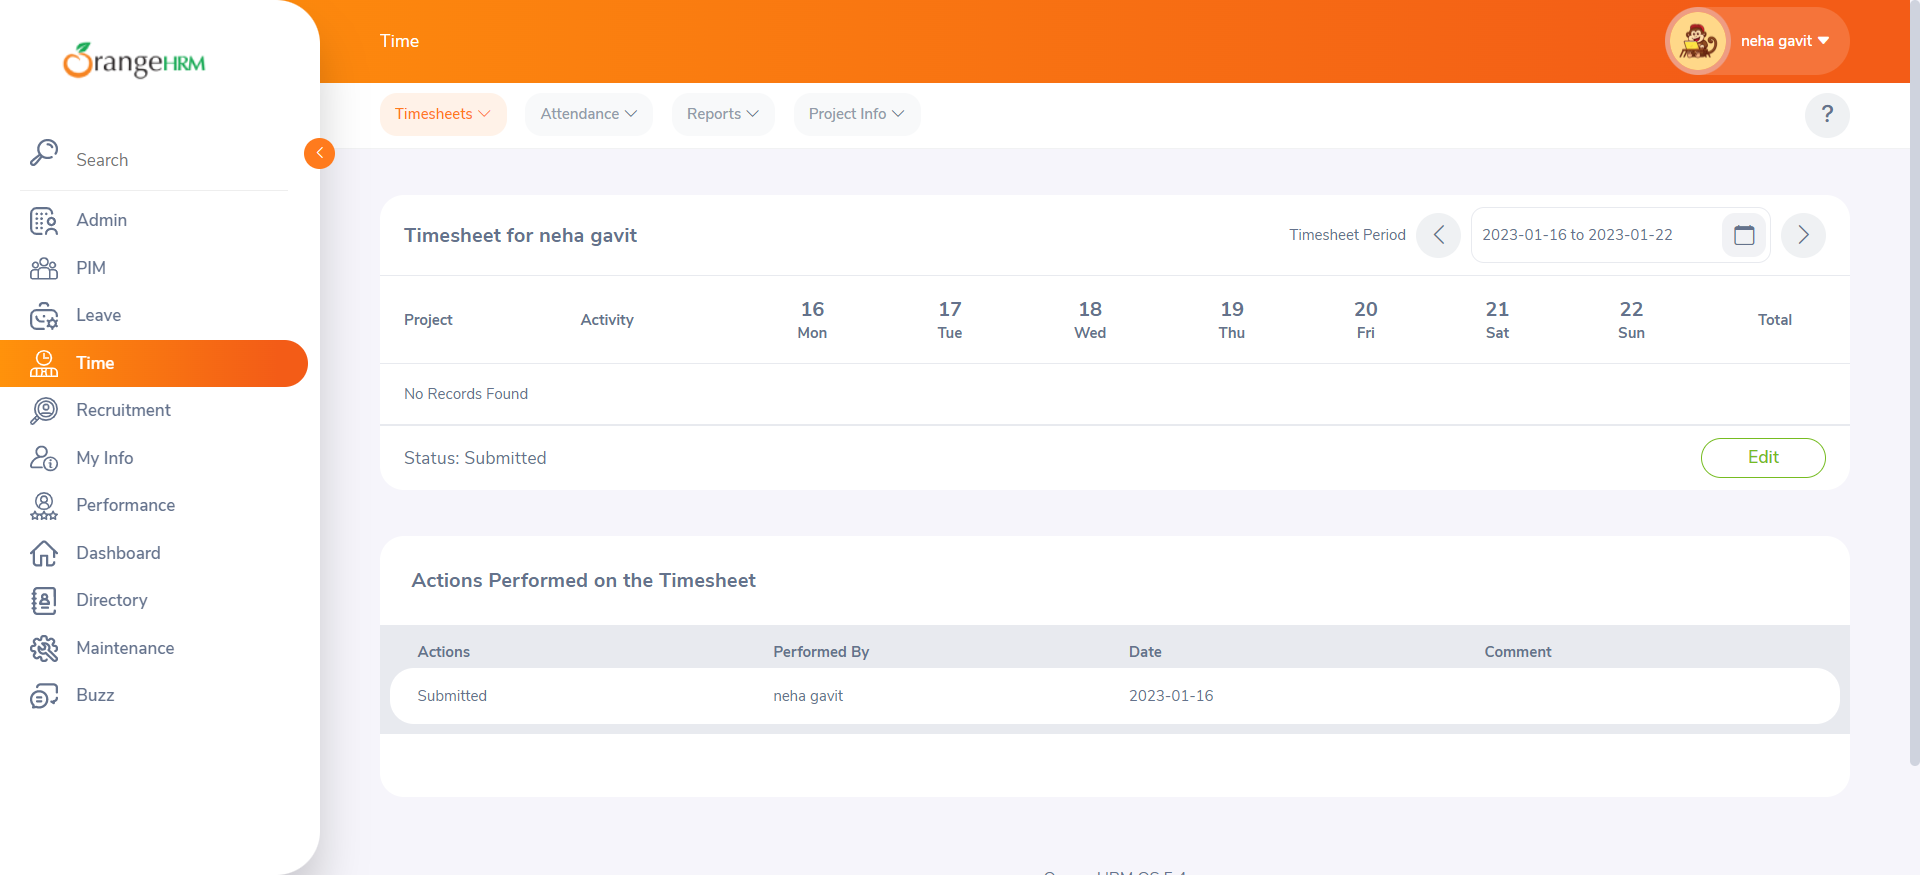 OrangeHRM
Time
neha gavit
Timesheets
Attendance
Reports
Project Info
?
Search
Admin
PIM
Leave
Time
Recruitment
My Info
Performance
Dashboard
Directory
Maintenance
Buzz
Timesheet for neha gavit
Timesheet Period
2023-01-16 to 2023-01-22
Project Activity 16 Mon 17 Tue 18 Wed 19 Thu 20 Fri 21 Sat 22 Sun Total
No Records Found
Status: Submitted
Edit
Actions Performed on the Timesheet
Actions Performed By Date Comment
Submitted neha gavit 2023-01-16